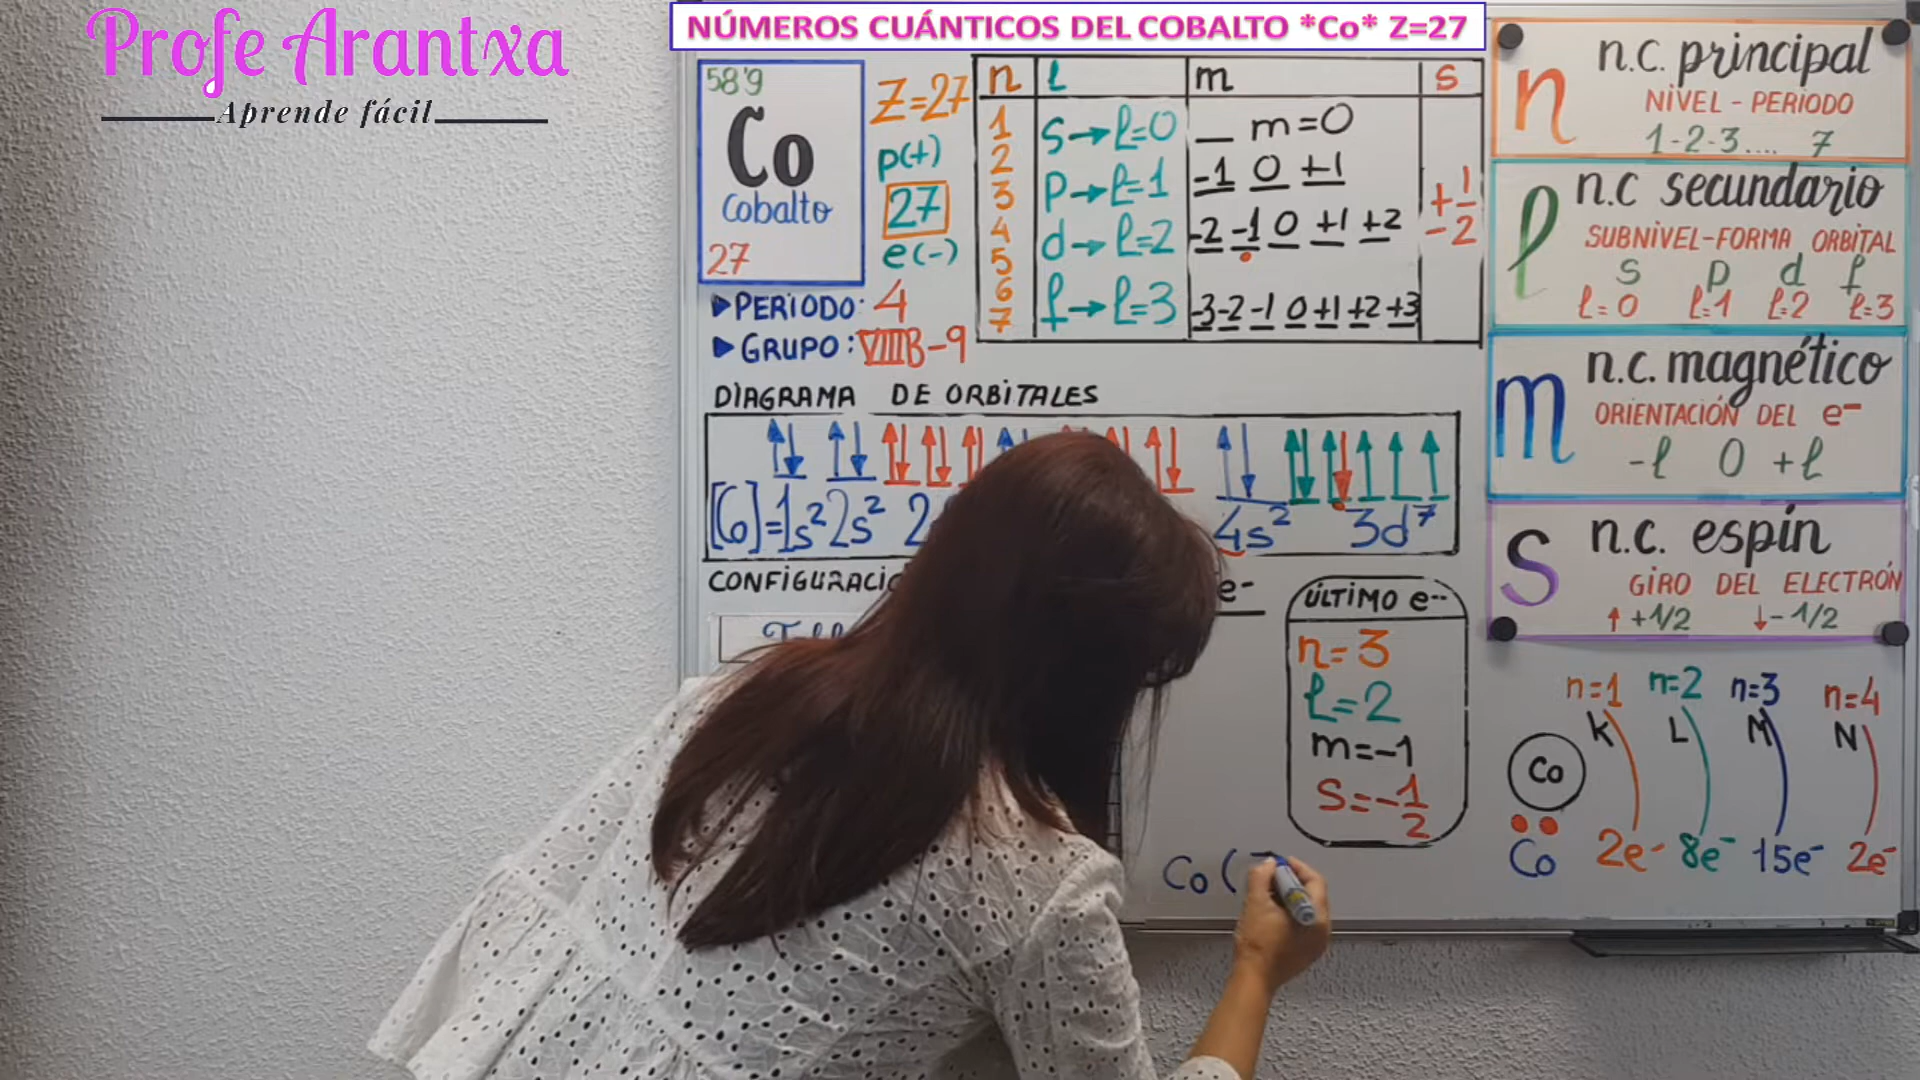 Profe Arantxa
Aprende fácil
NÚMEROS CUÁNTICOS DEL COBALTO *Co* Z=27
58'9
Co
Cobalto
27
Z=27
p(+)
27
e(-)
PERIODO: 4
GRUPO: VIIIB-9
n l m s
1
2
3
4
5
6
7
s→l=0
p→l=1
d→l=2
f→l=3
m=0
-1 0 +1
-2 -1 0 +1 +2
-3 -2 -1 0 +1 +2 +3
+ 1
- 2
DIAGRAMA DE ORBITALES
[Co]=1s² 2s² 2
4s² 3d⁷
e-
ÚLTIMO e-
n=3
l=2
m=-1
s=-1/2
Co (
n
n.c. principal
NIVEL - PERIODO
1-2-3.... 7
l
n.c secundario
SUBNIVEL-FORMA ORBITAL
s p d f
l=0 l=1 l=2 l=3
m
n.c. magnético
ORIENTACIÓN DEL e-
-l 0 +l
s
n.c. espín
GIRO DEL ELECTRÓN
↑+1/2 ↓-1/2
n=1 n=2 n=3 n=4
K L M N
Co
Co 2e- 8e- 15e- 2e-